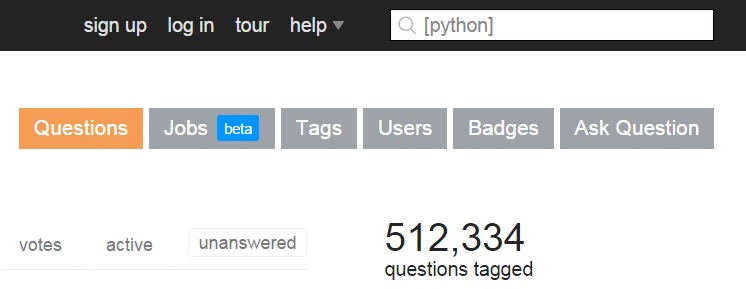 sign up log in tour help [python]
Questions Jobs beta Tags Users Badges Ask Question
votes active unanswered 512,334
questions tagged